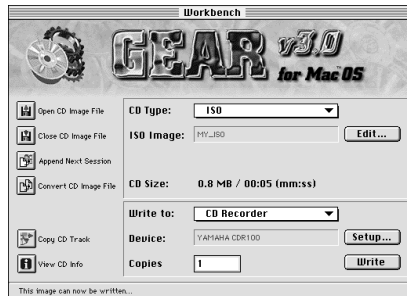 Workbench
GEAR v3.0
for Mac OS
Open CD Image File
Close CD Image File
Append Next Session
Convert CD Image File
Copy CD Track
View CD Info
CD Type: ISO
ISO Image: MY_ISO Edit...
CD Size: 0.8 MB / 00:05 (mm:ss)
Write to: CD Recorder
Device: YAMAHA CDR100 Setup...
Copies 1 Write
This image can now be written...